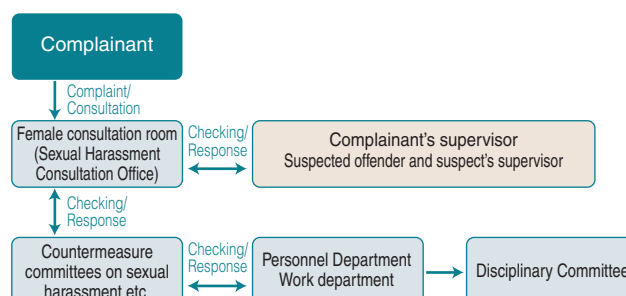 Complainant
Complaint/
Consultation
Female consultation room
(Sexual Harassment
Consultation Office)
Checking/
Response
Complainant's supervisor
Suspected offender and suspect's supervisor
Checking/
Response
Countermeasure
committees on sexual
harassment etc
Checking/
Response
Personnel Department
Work department
Disciplinary Committee